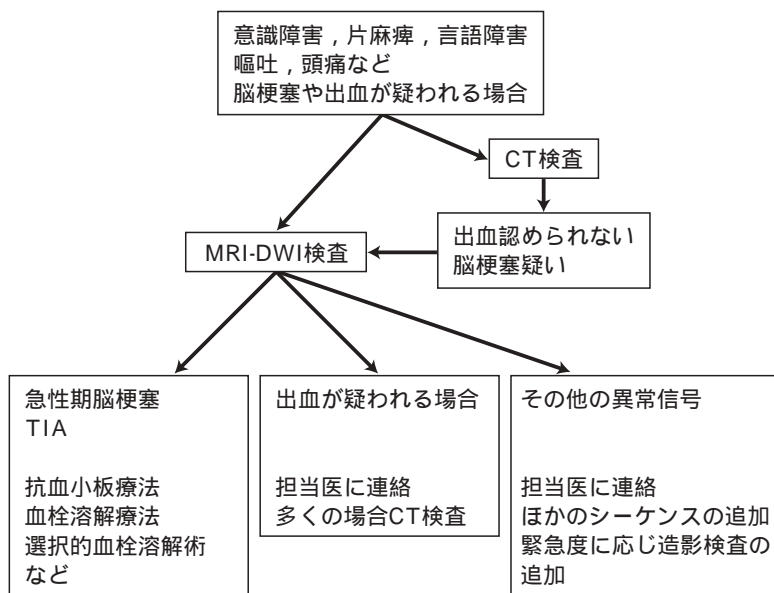 意識障害，片麻痺，言語障害
嘔吐，頭痛など
脳梗塞や出血が疑われる場合
CT検査
出血認められない
脳梗塞疑い
MRI-DWI検査
急性期脳梗塞
TIA
抗血小板療法
血栓溶解療法
選択的血栓溶解術
など
出血が疑われる場合
担当医に連絡
多くの場合CT検査
その他の異常信号
担当医に連絡
ほかのシーケンスの追加
緊急度に応じ造影検査の
追加